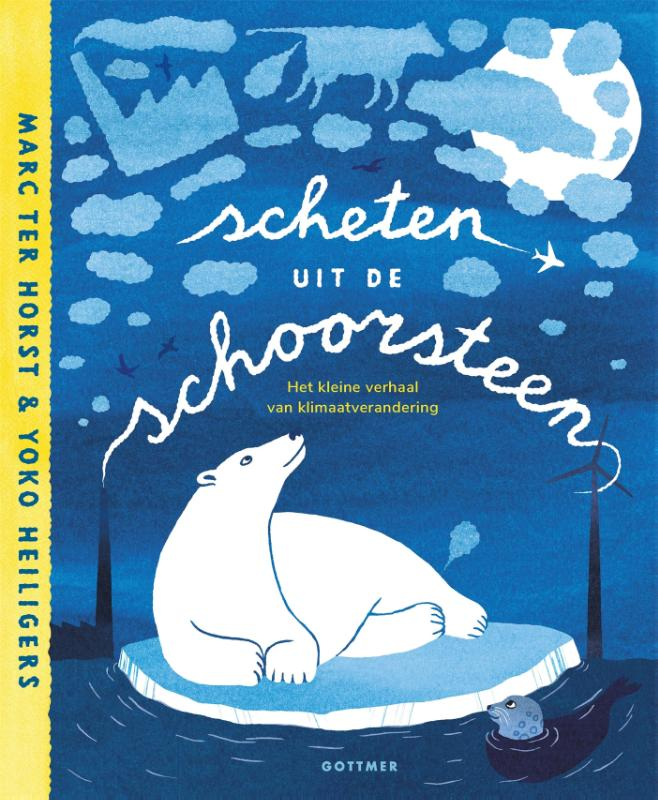 MARC TER HORST & YOKO HEILIGERS
scheten
UIT DE
schoorsteen
Het kleine verhaal
van klimaatverandering
GOTTMER